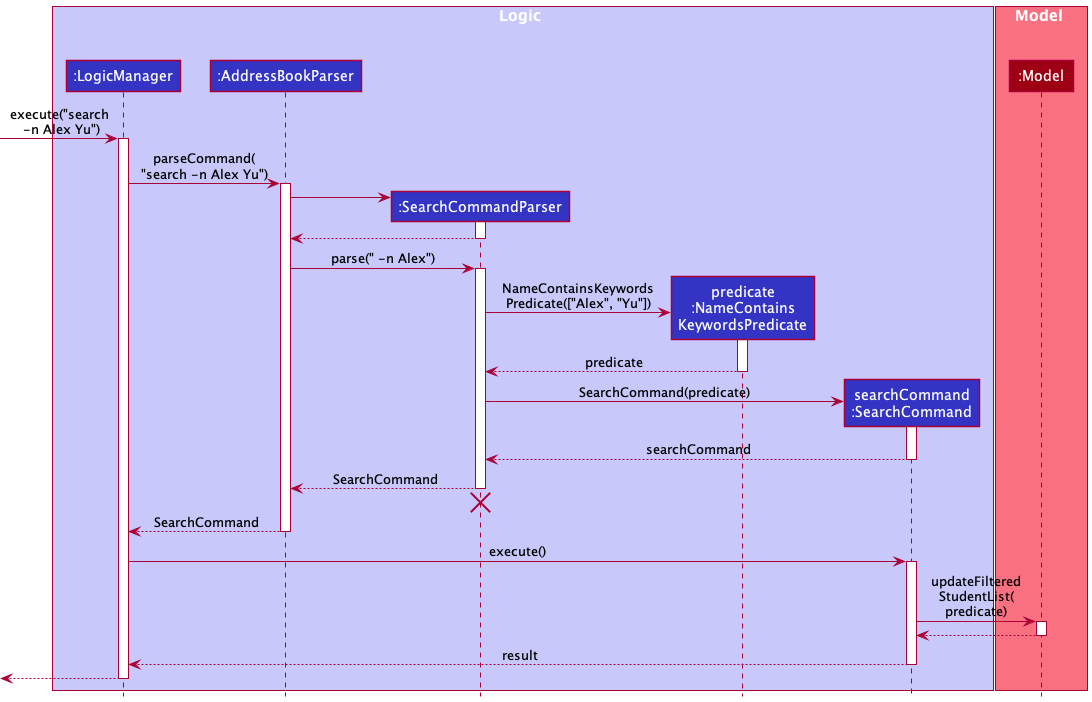 Logic
Model
:LogicManager
:AddressBookParser
:Model
execute("search
-n Alex Yu")
parseCommand(
"search -n Alex Yu")
:SearchCommandParser
parse(" -n Alex")
NameContainsKeywords
Predicate(["Alex", "Yu"])
predicate
:NameContains
KeywordsPredicate
predicate
SearchCommand(predicate)
searchCommand
:SearchCommand
searchCommand
SearchCommand
SearchCommand
execute()
updateFiltered
StudentList(
predicate)
result